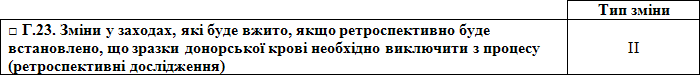 Тип зміни
□ Г.23. Зміни у заходах, які буде вжито, якщо ретроспективно буде
встановлено, що зразки донорської крові необхідно виключити з процесу
(ретроспективні дослідження)
II